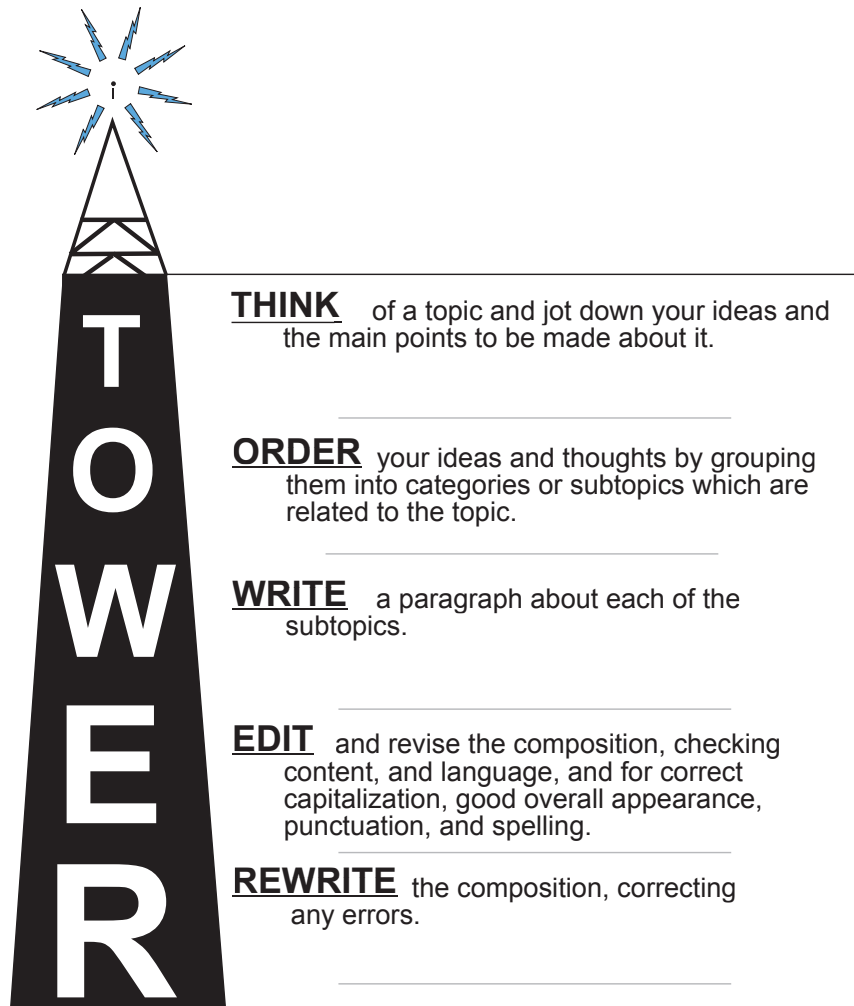 i
THINK of a topic and jot down your ideas and
the main points to be made about it.
ORDER your ideas and thoughts by grouping
them into categories or subtopics which are
related to the topic.
WRITE a paragraph about each of the
subtopics.
EDIT and revise the composition, checking
content, and language, and for correct
capitalization, good overall appearance,
punctuation, and spelling.
REWRITE the composition, correcting
any errors.
T
O
W
E
R